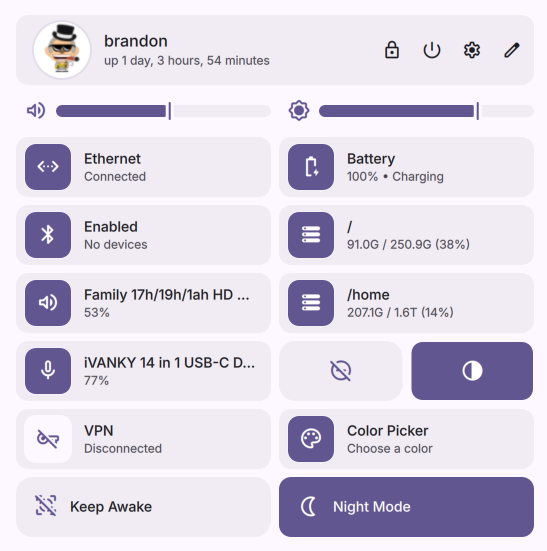 brandon
up 1 day, 3 hours, 54 minutes
Ethernet
Connected
Battery
100% • Charging
Enabled
No devices
/
91.0G / 250.9G (38%)
Family 17h/19h/1ah HD ...
53%
/home
207.1G / 1.6T (14%)
iVANKY 14 in 1 USB-C D...
77%
VPN
Disconnected
Color Picker
Choose a color
Keep Awake
Night Mode